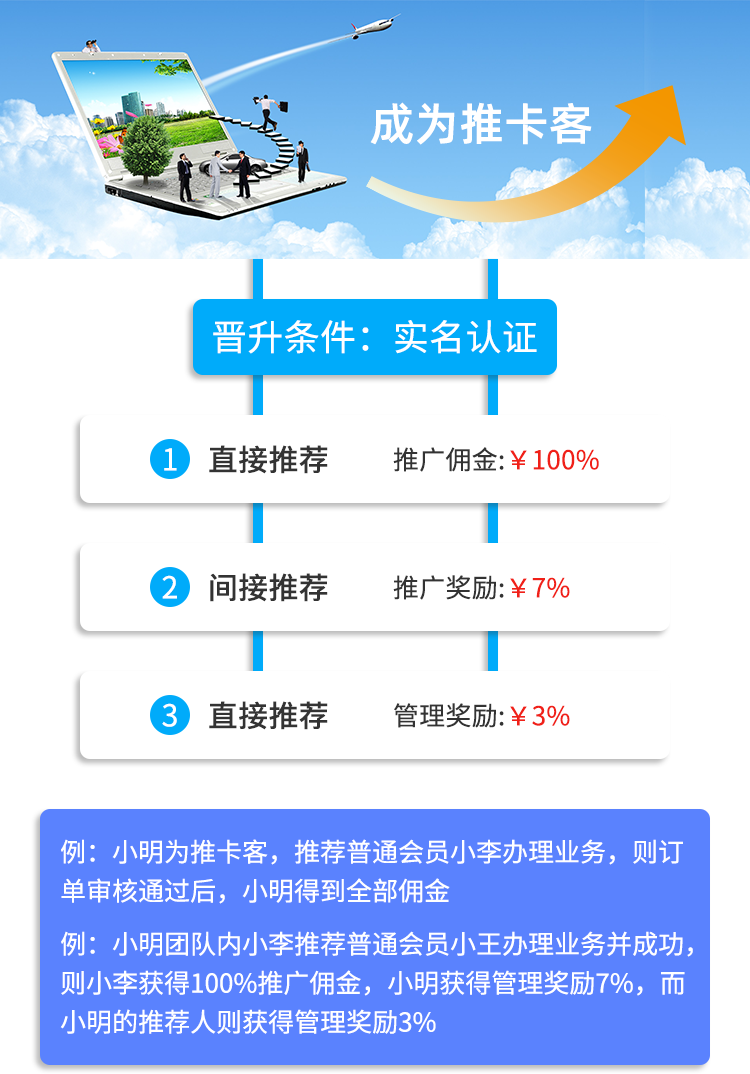 成为推卡客
晋升条件：实名认证
1 直接推荐 推广佣金:￥100%
2 间接推荐 推广奖励:￥7%
3 直接推荐 管理奖励:￥3%
例：小明为推卡客，推荐普通会员小李办理业务，则订
单审核通过后，小明得到全部佣金
例：小明团队内小李推荐普通会员小王办理业务并成功，
则小李获得100%推广佣金，小明获得管理奖励7%，而
小明的推荐人则获得管理奖励3%